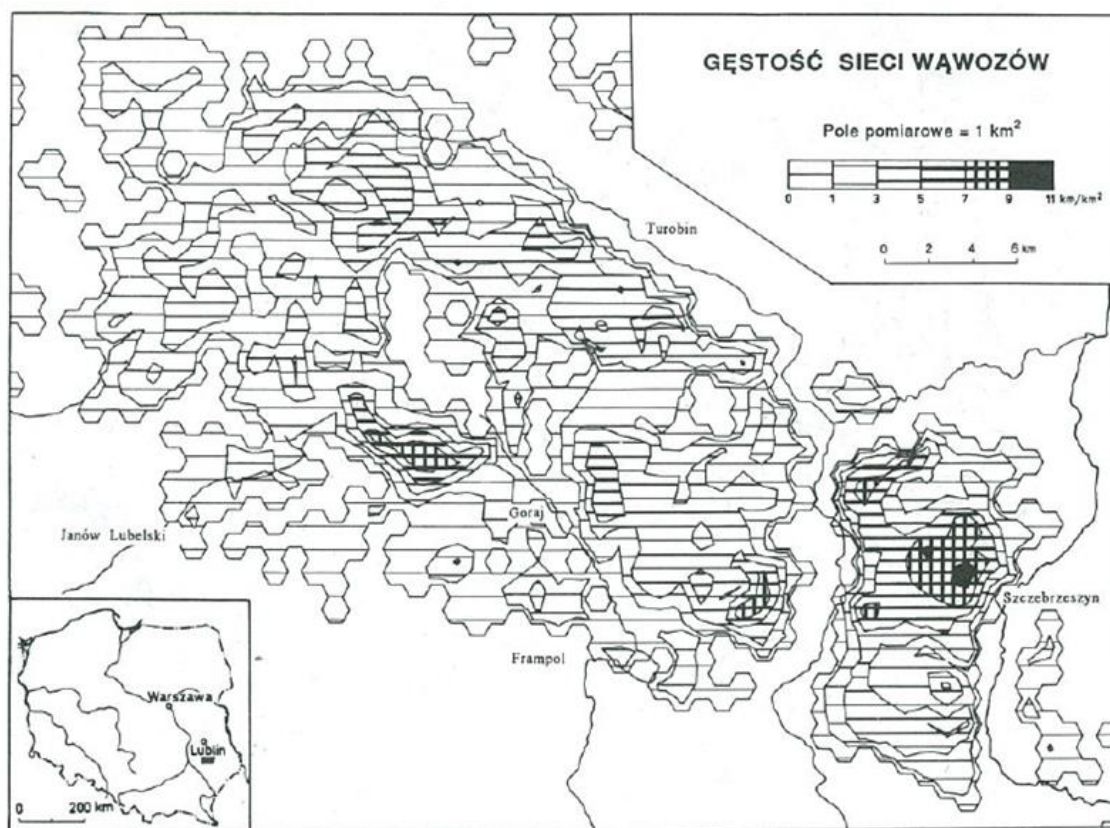 GĘSTOŚĆ SIECI WĄWOZÓW
Pole pomiarowe = 1 km²
0 1 3 5 7 9 11 km/km²
0 2 4 6 km
Turobin
Goraj
Janów Lubelski
Szczebrzeszyn
Frampol
Warszawa
Lublin
0 200 km